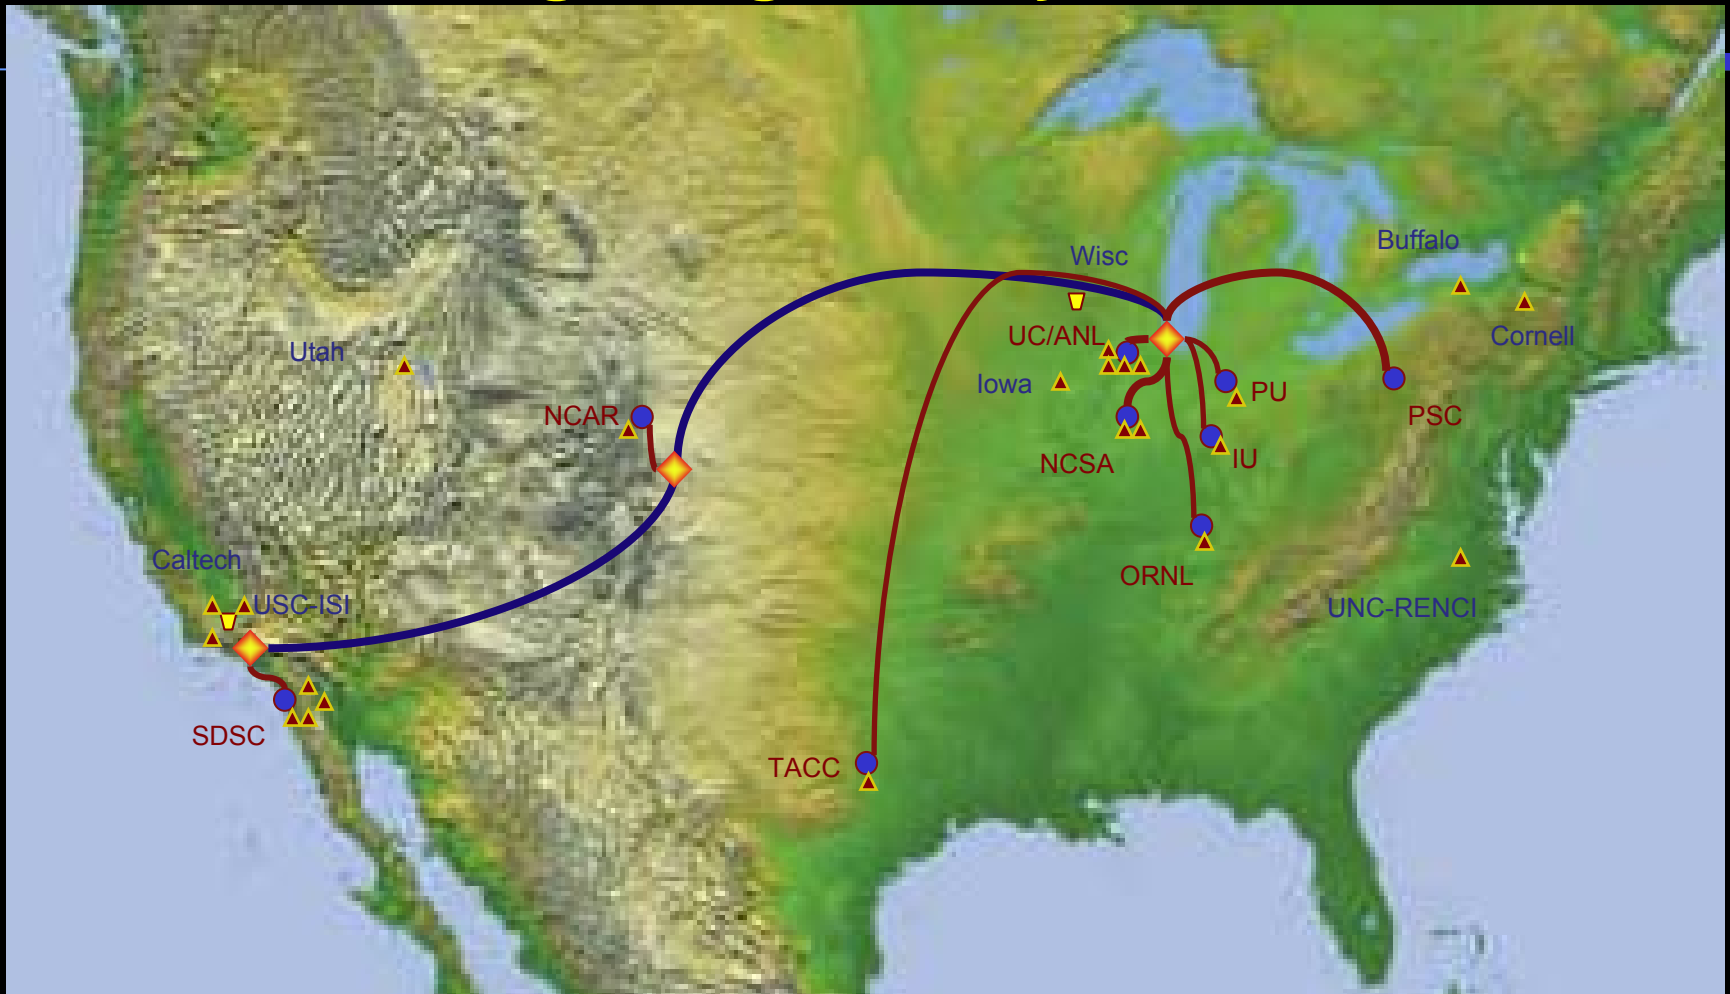 Wisc
Buffalo
UC/ANL
Cornell
Utah
Iowa
PU
NCAR
PSC
NCSA
IU
Caltech
ORNL
USC-ISI
UNC-RENCI
SDSC
TACC